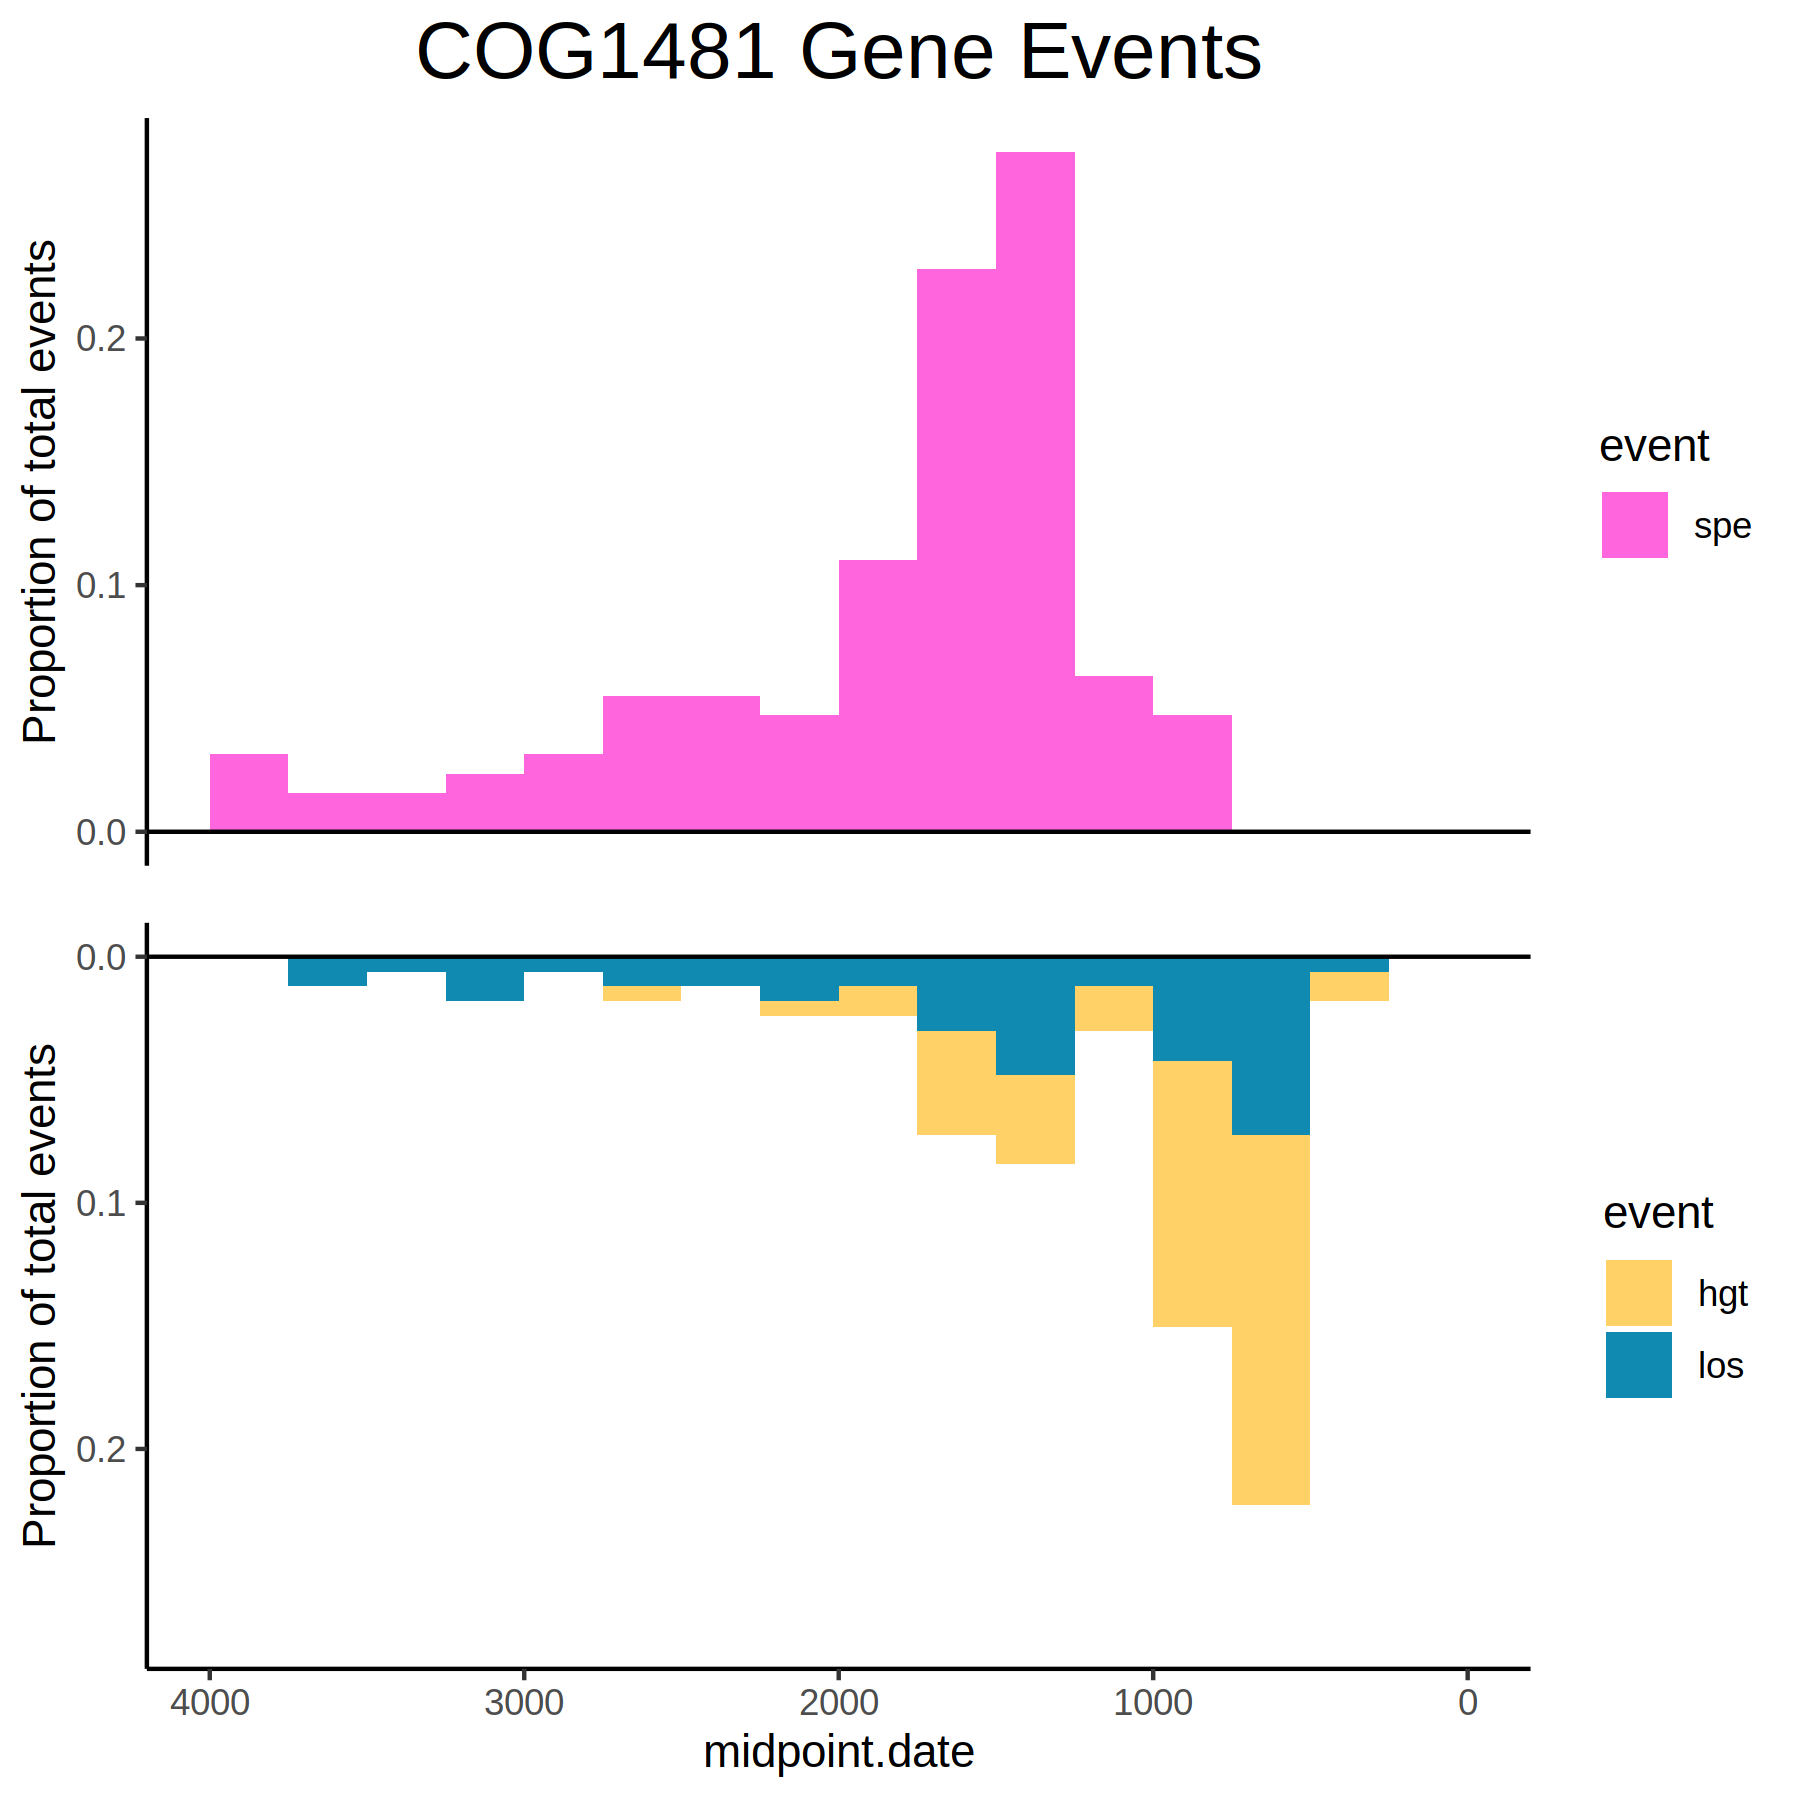 COG1481 Gene Events
Proportion of total events
0.2
0.1
0.0
event
spe
Proportion of total events
0.0
0.1
0.2
event
hgt
los
4000 3000 2000 1000 0
midpoint.date